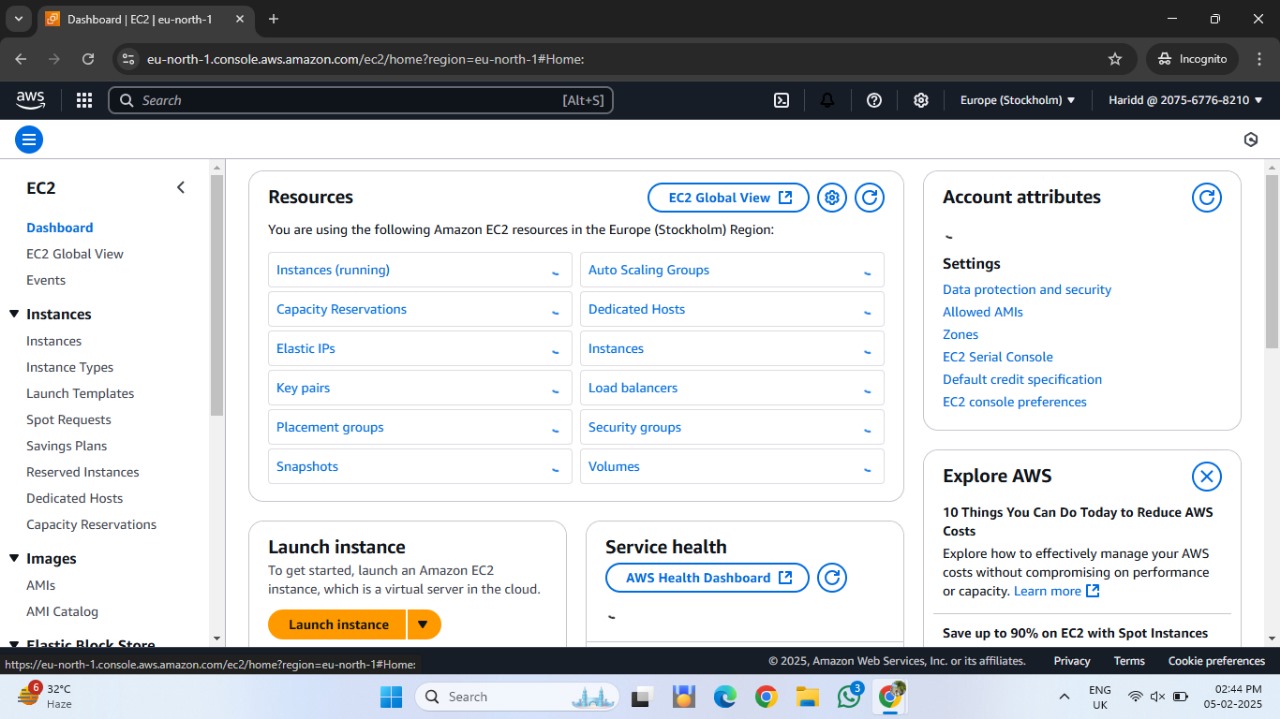 Dashboard | EC2 | eu-north-1
eu-north-1.console.aws.amazon.com/ec2/home?region=eu-north-1#Home:
Incognito
aws
Search
[Alt+S]
Europe (Stockholm) ▼
Haridd @ 2075-6776-8210 ▼
EC2
Dashboard
EC2 Global View
Events
Instances
Instances
Instance Types
Launch Templates
Spot Requests
Savings Plans
Reserved Instances
Dedicated Hosts
Capacity Reservations
Images
AMIs
AMI Catalog
Elastic Block Store
Resources
EC2 Global View
You are using the following Amazon EC2 resources in the Europe (Stockholm) Region:
Instances (running)
Auto Scaling Groups
Capacity Reservations
Dedicated Hosts
Elastic IPs
Instances
Key pairs
Load balancers
Placement groups
Security groups
Snapshots
Volumes
Launch instance
To get started, launch an Amazon EC2
instance, which is a virtual server in the cloud.
Launch instance
Service health
AWS Health Dashboard
Account attributes
Settings
Data protection and security
Allowed AMIs
Zones
EC2 Serial Console
Default credit specification
EC2 console preferences
Explore AWS
10 Things You Can Do Today to Reduce AWS
Costs
Explore how to effectively manage your AWS
costs without compromising on performance
or capacity. Learn more
Save up to 90% on EC2 with Spot Instances
https://eu-north-1.console.aws.amazon.com/ec2/home?region=eu-north-1#Home:
© 2025, Amazon Web Services, Inc. or its affiliates.
Privacy
Terms
Cookie preferences
6
32°C
Haze
Search
3
ENG
UK
02:44 PM
05-02-2025